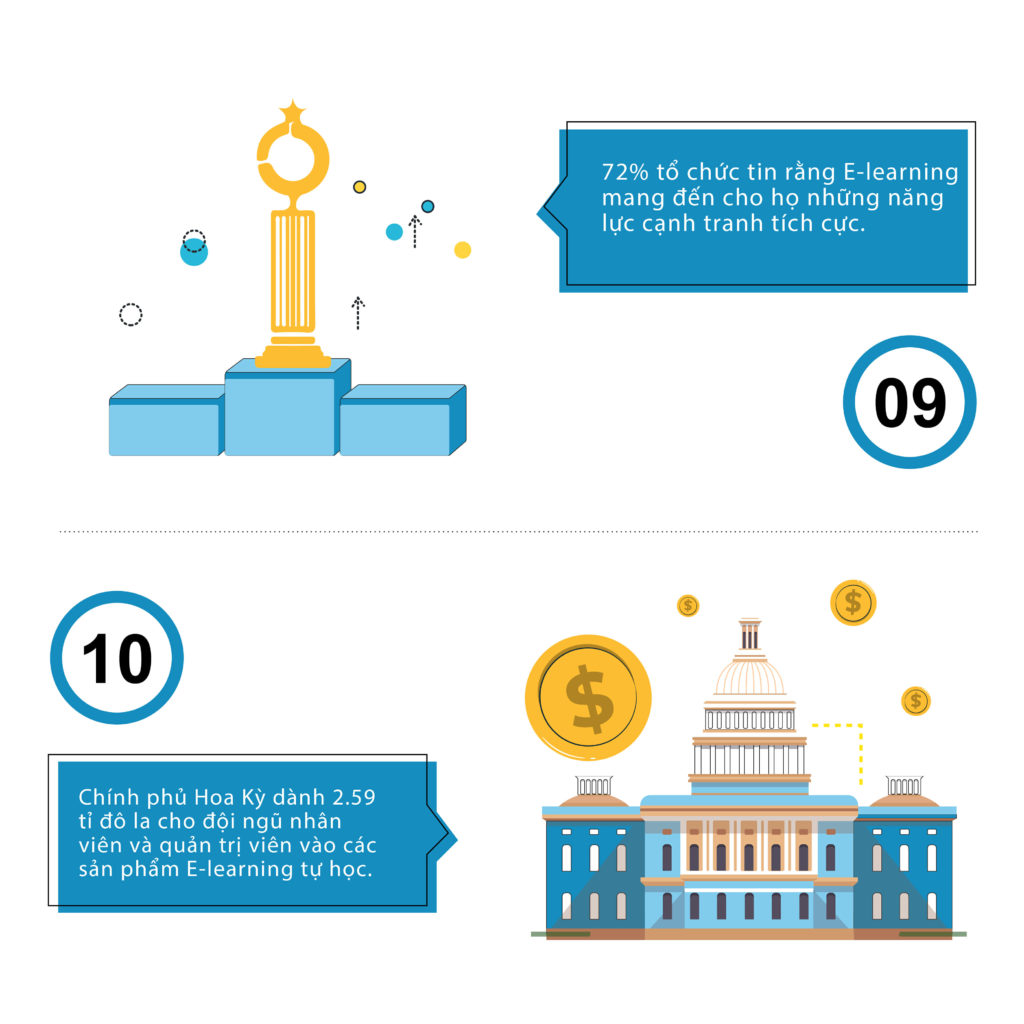 72% tổ chức tin rằng E-learning
mang đến cho họ những năng
lực cạnh tranh tích cực.
09
10
Chính phủ Hoa Kỳ dành 2.59
tỉ đô la cho đội ngũ nhân
viên và quản trị viên vào các
sản phẩm E-learning tự học.
$
$
$
$